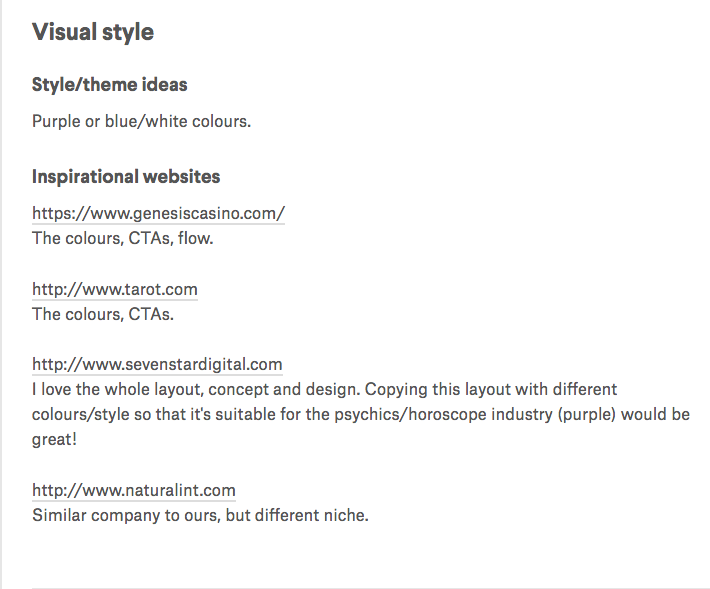 Visual style
Style/theme ideas
Purple or blue/white colours.
Inspirational websites
https://www.genesiscasino.com/
The colours, CTAs, flow.
http://www.tarot.com
The colours, CTAs.
http://www.sevenstardigital.com
I love the whole layout, concept and design. Copying this layout with different
colours/style so that it's suitable for the psychics/horoscope industry (purple) would be
great!
http://www.naturalint.com
Similar company to ours, but different niche.